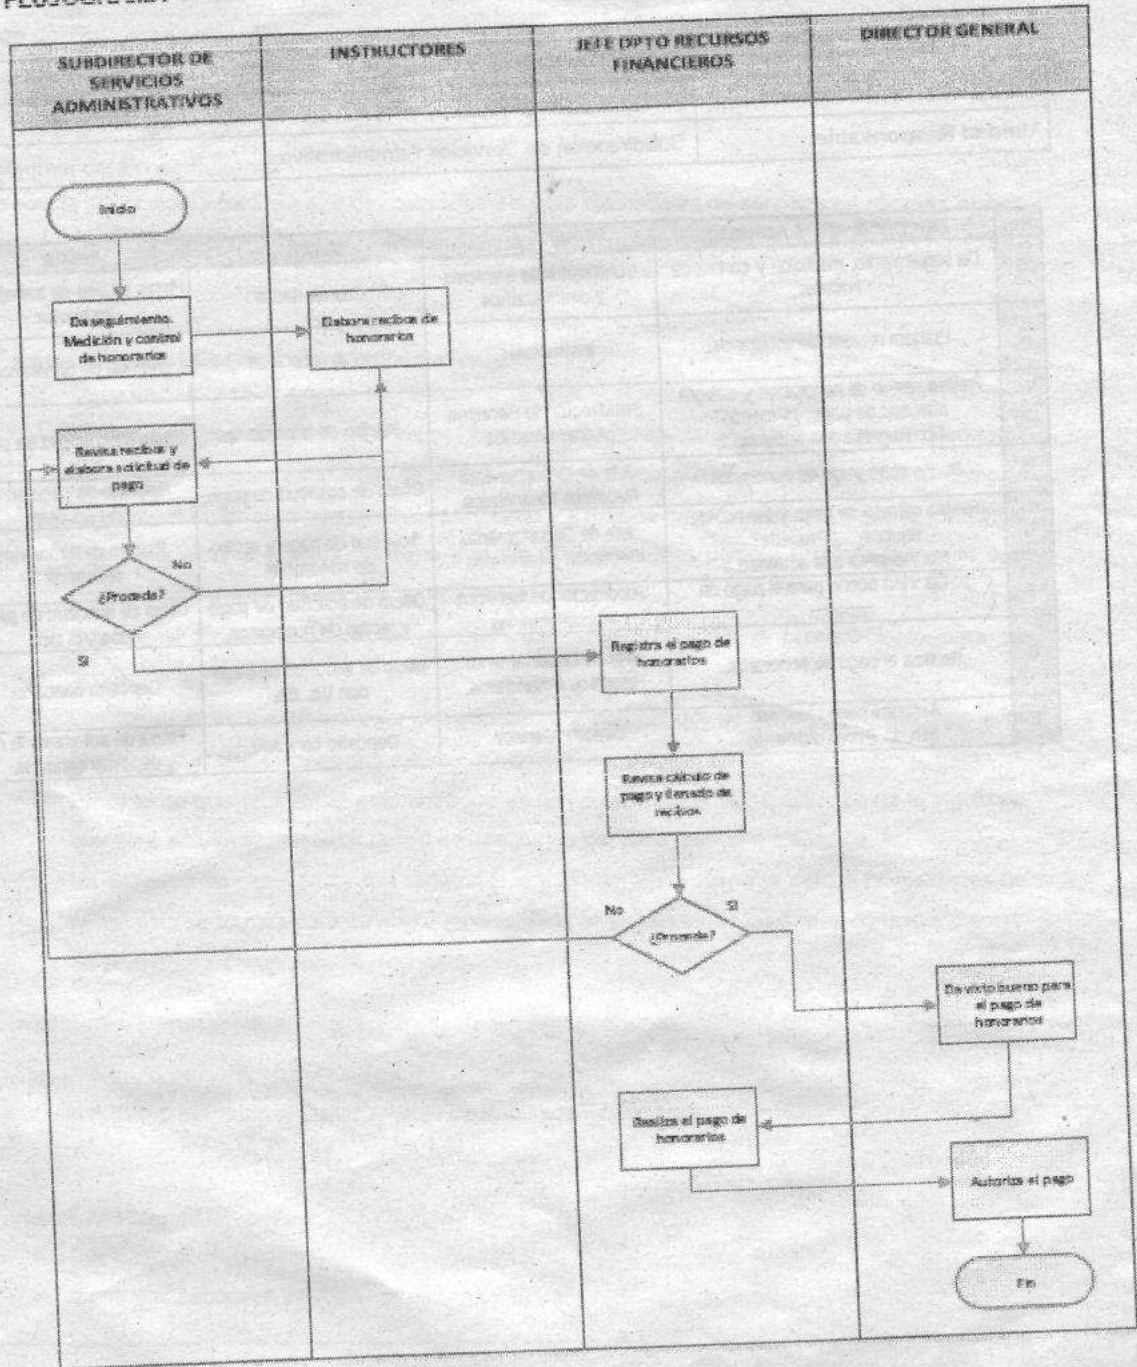 SUBDIRECTOR DE
SERVICIOS
ADMINISTRATIVOS
INSTRUCTORES
JEFE DPTO RECURSOS
FINANCIEROS
DIRECTOR GENERAL
Inicio
Da seguimiento.
Medición y control
de honorarios
Elabora recibos de
honorarios
Revisa recibos y
elabora solicitud de
pago
No
¿Procede?
SI
Registra el pago de
honorarios
Revisa cálculo de
pago y llenado de
recibos
No
SI
¿Procede?
Da visto bueno para
el pago de
honorarios
Realiza el pago de
honorarios
Autoriza el pago
Fin